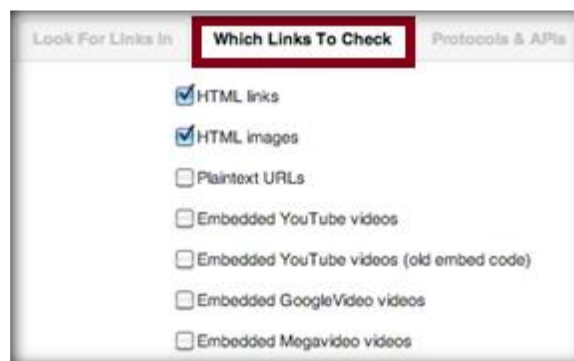 Look For Links In Which Links To Check Protocols & APIs
HTML links
HTML images
Plaintext URLs
Embedded YouTube videos
Embedded YouTube videos (old embed code)
Embedded GoogleVideo videos
Embedded Megavideo videos